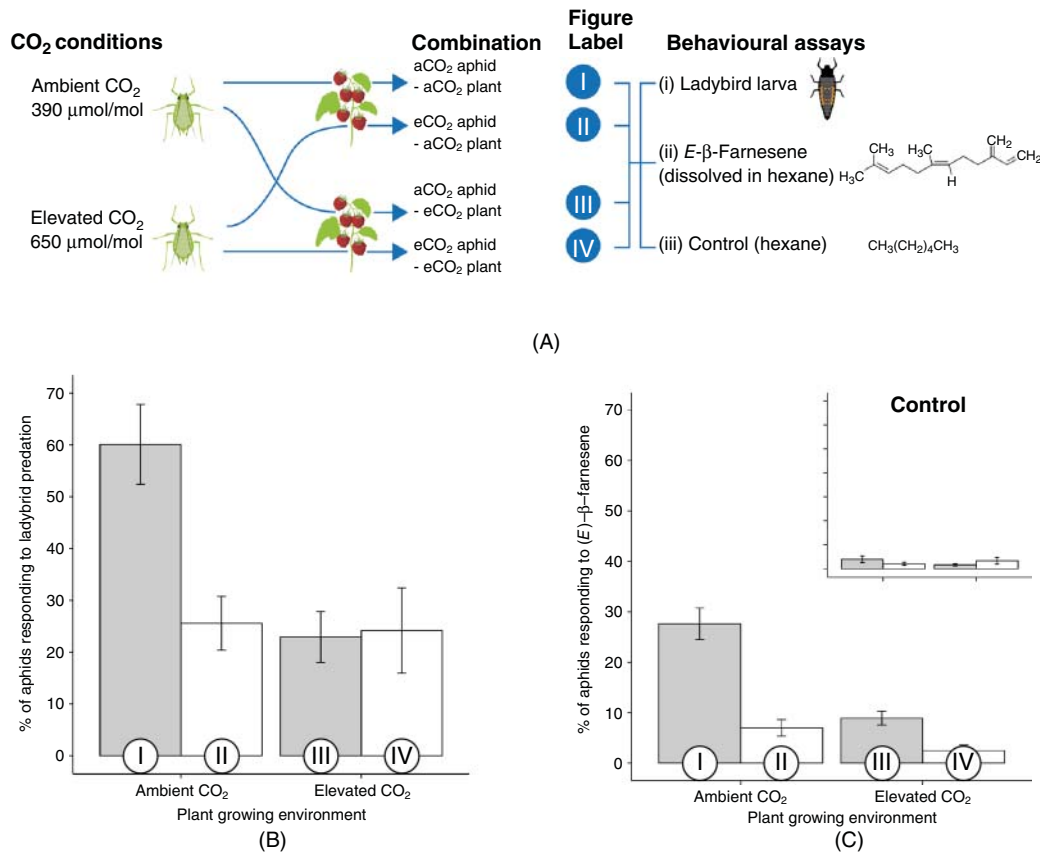 CO₂ conditions
Ambient CO₂
390 μmol/mol
Elevated CO₂
650 μmol/mol
Combination
aCO₂ aphid
- aCO₂ plant
eCO₂ aphid
- aCO₂ plant
aCO₂ aphid
- eCO₂ plant
eCO₂ aphid
- eCO₂ plant
Figure
Label
I
II
III
IV
Behavioural assays
(i) Ladybird larva
(ii) E-β-Farnesene
(dissolved in hexane)
CH₃
H₃C
H₃C
H
CH₂
CH₂
(iii) Control (hexane)
CH₃(CH₂)₄CH₃
(A)
% of aphids responding to ladybrid predation
70
60
50
40
30
20
10
0
I
II
III
IV
Ambient CO₂
Elevated CO₂
Plant growing environment
(B)
% of aphids responding to (E)–β–farnesene
70
60
50
40
30
20
10
0
Control
I
II
III
IV
Ambient CO₂
Elevated CO₂
Plant growing environment
(C)